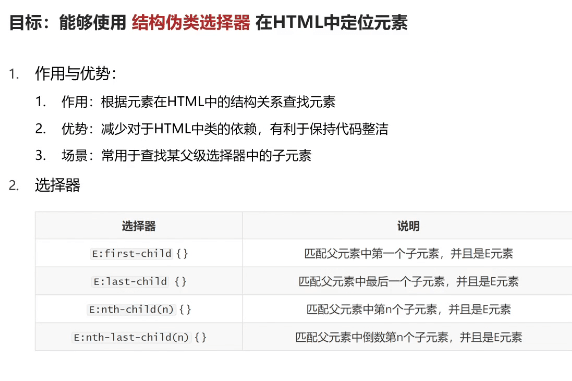 目标：能够使用 结构伪类选择器 在HTML中定位元素
1. 作用与优势：
1. 作用：根据元素在HTML中的结构关系查找元素
2. 优势：减少对于HTML中类的依赖，有利于保持代码整洁
3. 场景：常用于查找某父级选择器中的子元素
2. 选择器
选择器 说明
E:first-child {} 匹配父元素中第一个子元素，并且是E元素
E:last-child {} 匹配父元素中最后一个子元素，并且是E元素
E:nth-child(n) {} 匹配父元素中第n个子元素，并且是E元素
E:nth-last-child(n) {} 匹配父元素中倒数第n个子元素，并且是E元素